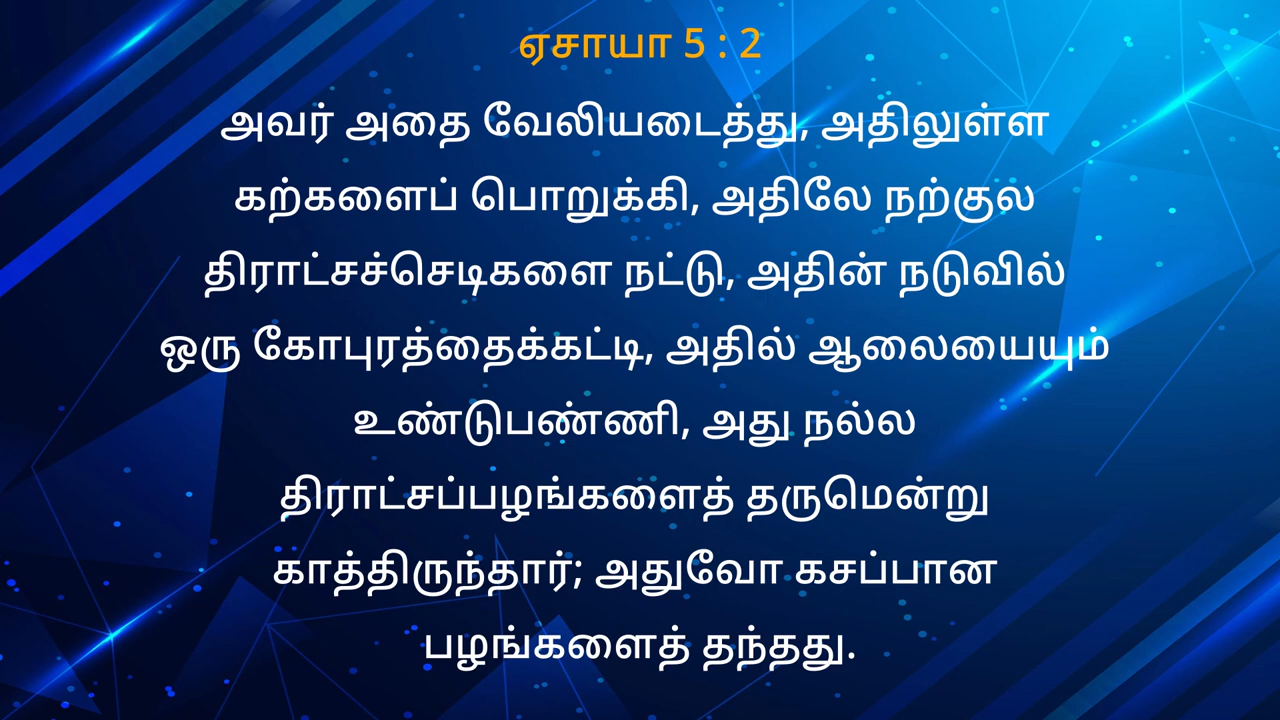 ஏசாயா 5 : 2
அவர் அதை வேலியடைத்து, அதிலுள்ள
கற்களைப் பொறுக்கி, அதிலே நற்குல
திராட்சச்செடிகளை நட்டு, அதின் நடுவில்
ஒரு கோபுரத்தைக்கட்டி, அதில் ஆலையையும்
உண்டுபண்ணி, அது நல்ல
திராட்சப்பழங்களைத் தருமென்று
காத்திருந்தார்; அதுவோ கசப்பான
பழங்களைத் தந்தது.